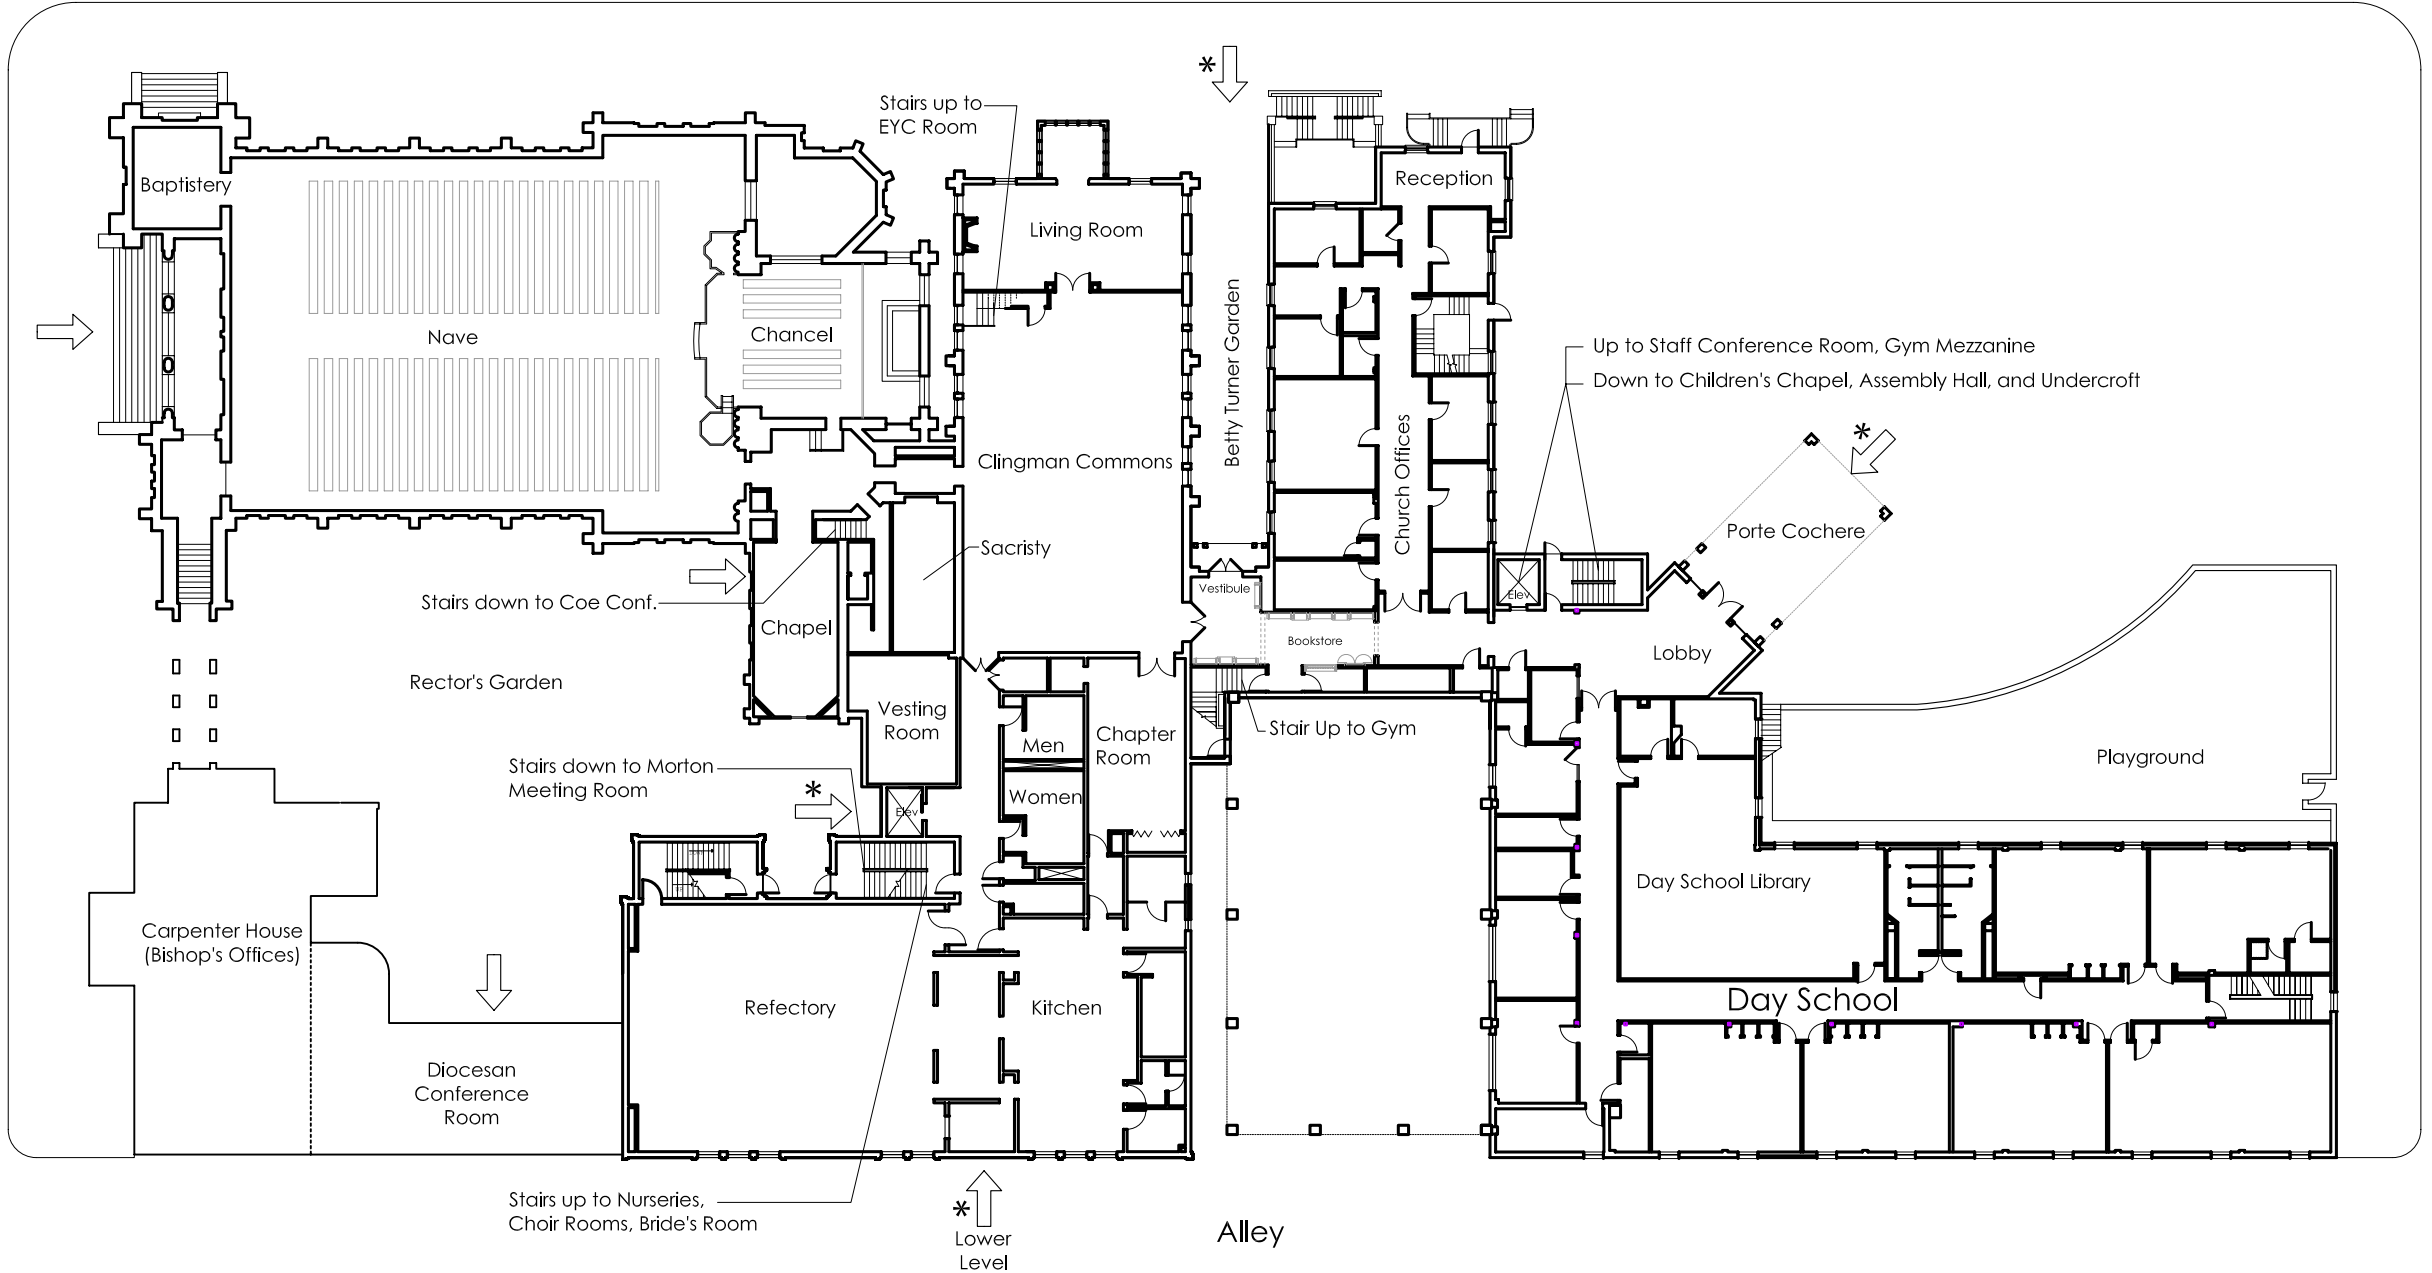 *
Stairs up to
EYC Room
Baptistery
Reception
Living Room
Nave
Chancel
Betty Turner Garden
Up to Staff Conference Room, Gym Mezzanine
Down to Children's Chapel, Assembly Hall, and Undercroft
*
Clingman Commons
Church Offices
Porte Cochere
Sacristy
Vestibule
Elev
Stairs down to Coe Conf.
Chapel
Bookstore
Lobby
Rector's Garden
Vesting
Room
Stair Up to Gym
Chapter
Room
Men
Playground
Stairs down to Morton
Meeting Room
*
Women
Elev
Day School Library
Carpenter House
(Bishop's Offices)
Refectory
Kitchen
Day School
Diocesan
Conference
Room
Stairs up to Nurseries,
Choir Rooms, Bride's Room
*
Lower
Level
Alley